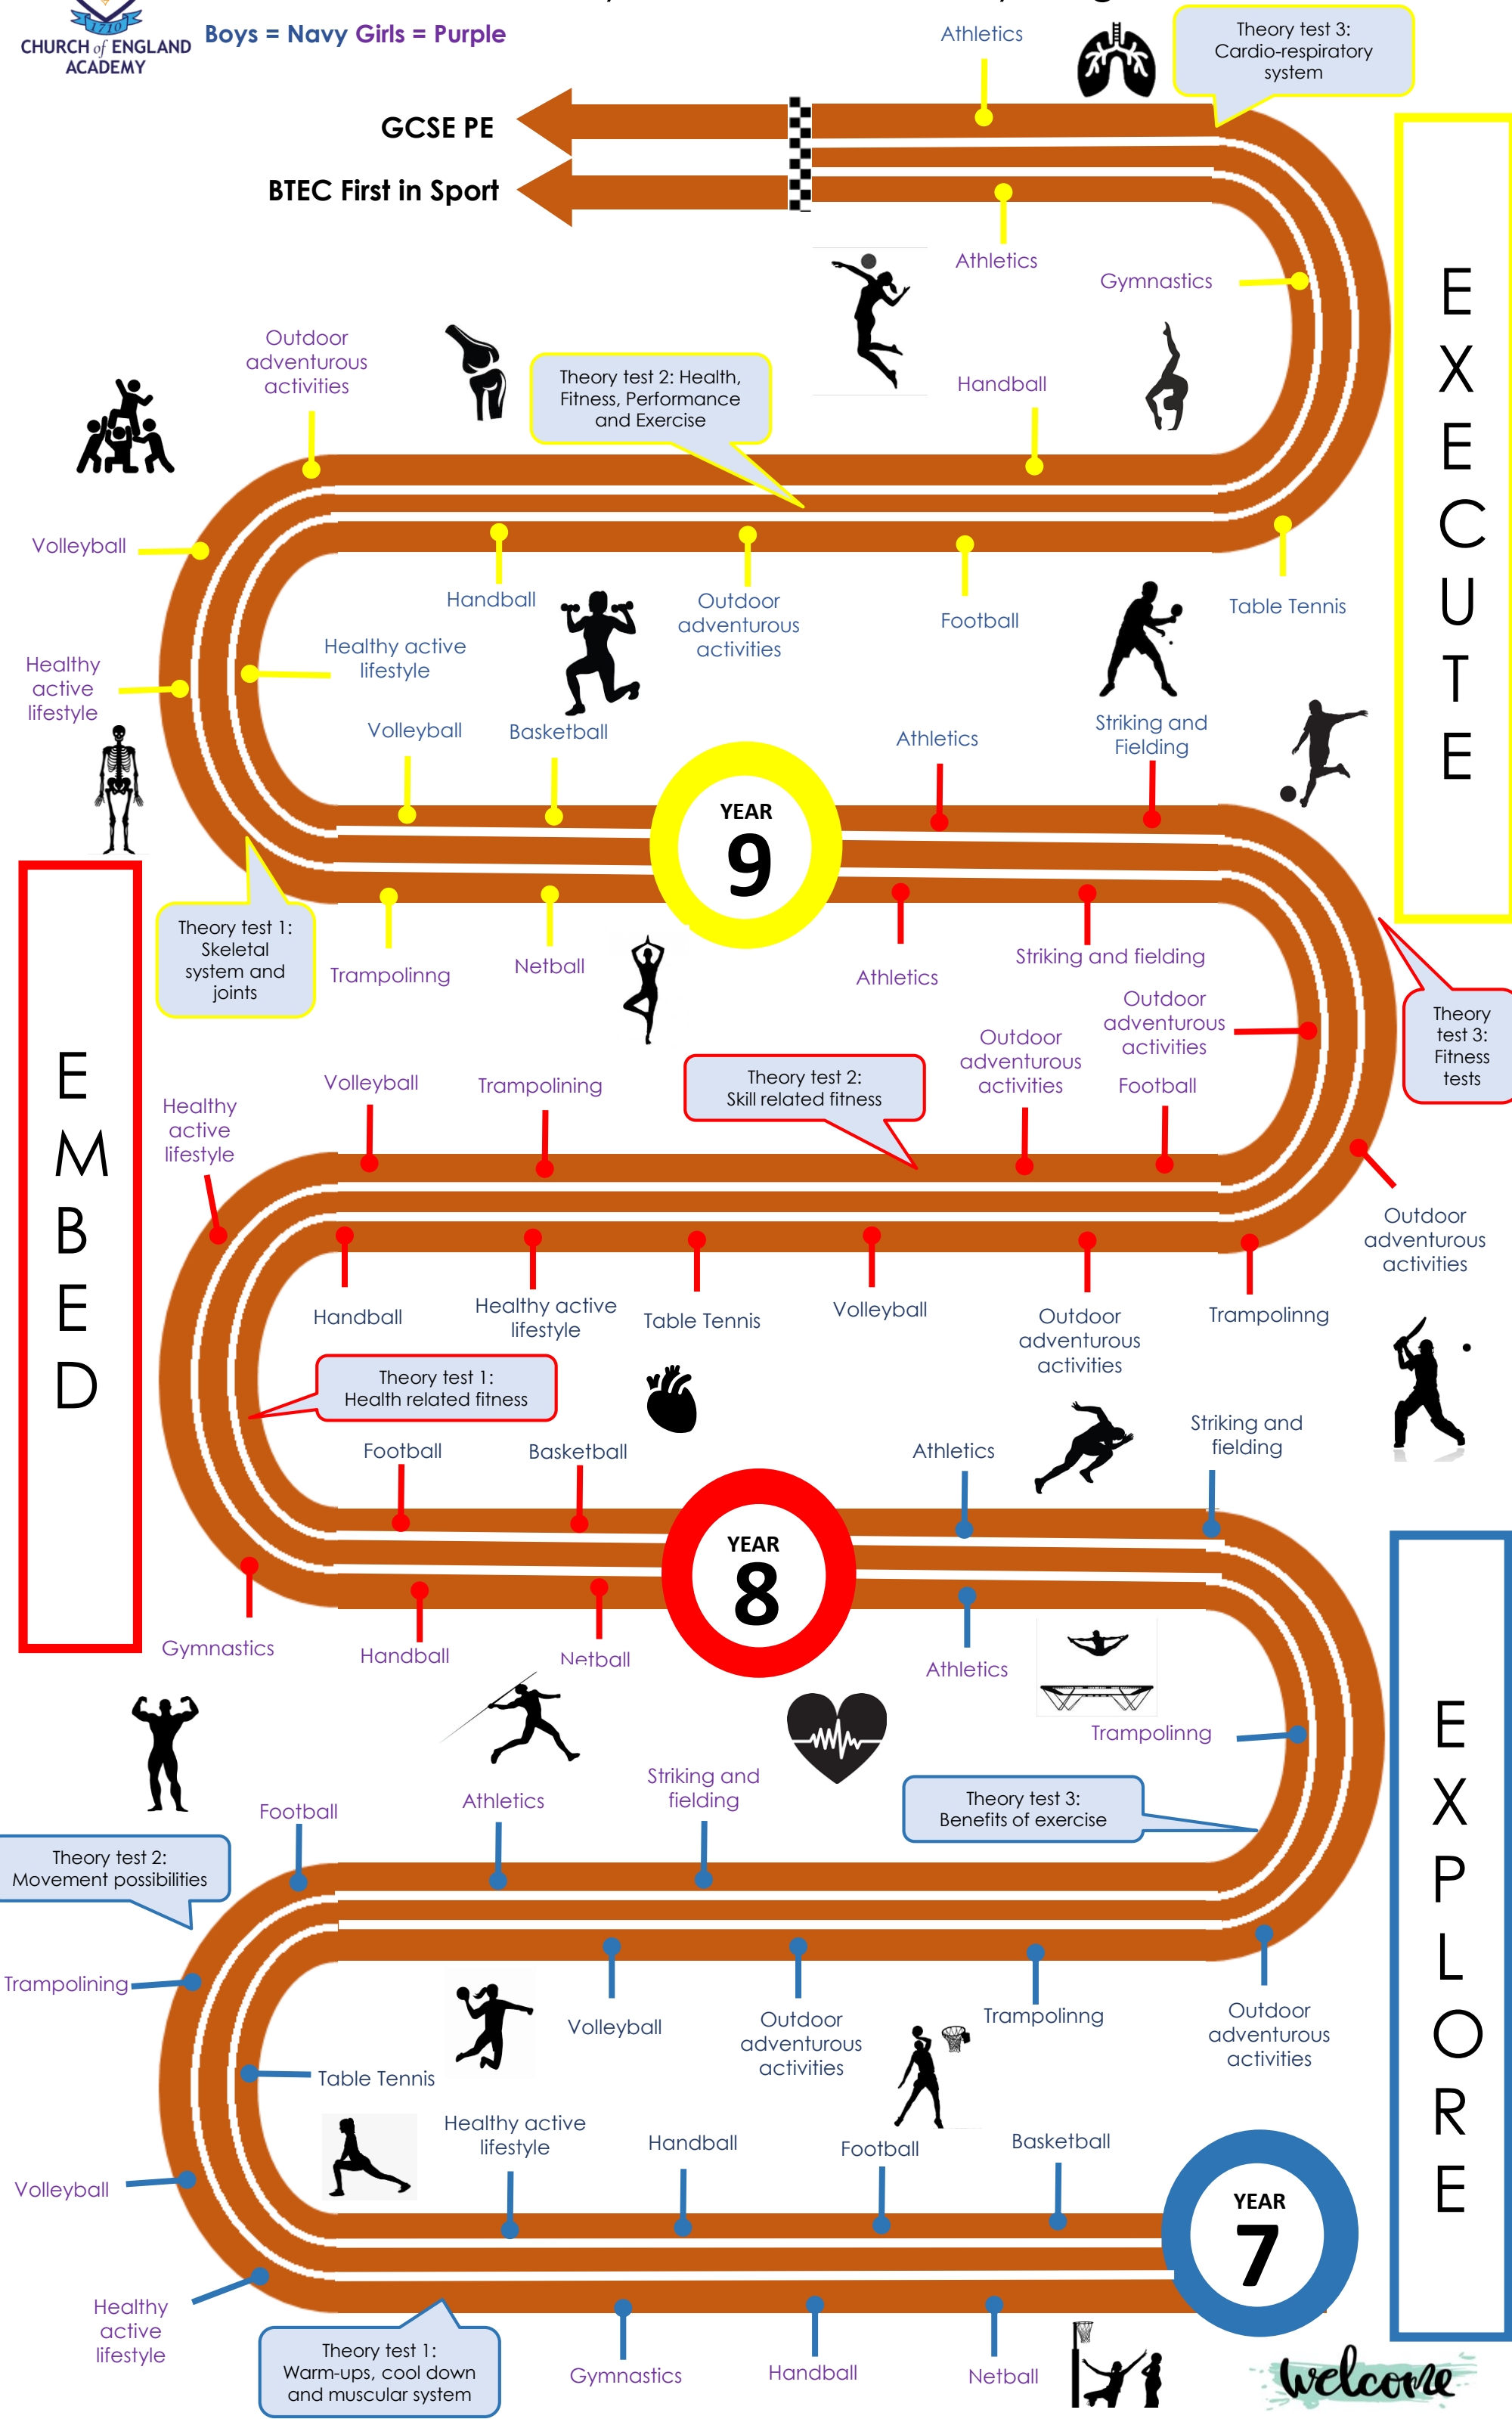 1710
CHURCH of ENGLAND
ACADEMY
Boys = Navy Girls = Purple
Athletics
Theory test 3:
Cardio-respiratory
system
GCSE PE
BTEC First in Sport
Athletics
Gymnastics
Handball
Outdoor
adventurous
activities
Theory test 2: Health,
Fitness, Performance
and Exercise
E
X
E
C
U
T
E
Volleyball
Handball
Outdoor
adventurous
activities
Football
Table Tennis
Healthy active
lifestyle
Healthy
active
lifestyle
Volleyball
Basketball
Athletics
Striking and
Fielding
YEAR
9
Theory test 1:
Skeletal
system and
joints
Trampolinng
Netball
Athletics
Striking and fielding
Outdoor
adventurous
activities
Theory
test 3:
Fitness
tests
E
M
B
E
D
Healthy
active
lifestyle
Volleyball
Trampolining
Theory test 2:
Skill related fitness
Outdoor
adventurous
activities
Football
Outdoor
adventurous
activities
Handball
Healthy active
lifestyle
Table Tennis
Volleyball
Outdoor
adventurous
activities
Trampolinng
Theory test 1:
Health related fitness
Football
Basketball
Athletics
Striking and
fielding
YEAR
8
Gymnastics
Handball
Netball
Athletics
Trampolinng
E
X
P
L
O
R
E
Striking and
fielding
Athletics
Football
Theory test 3:
Benefits of exercise
Theory test 2:
Movement possibilities
Trampolining
Volleyball
Outdoor
adventurous
activities
Trampolinng
Outdoor
adventurous
activities
Table Tennis
Healthy active
lifestyle
Handball
Football
Basketball
Volleyball
YEAR
7
Healthy
active
lifestyle
Theory test 1:
Warm-ups, cool down
and muscular system
Gymnastics
Handball
Netball
welcome